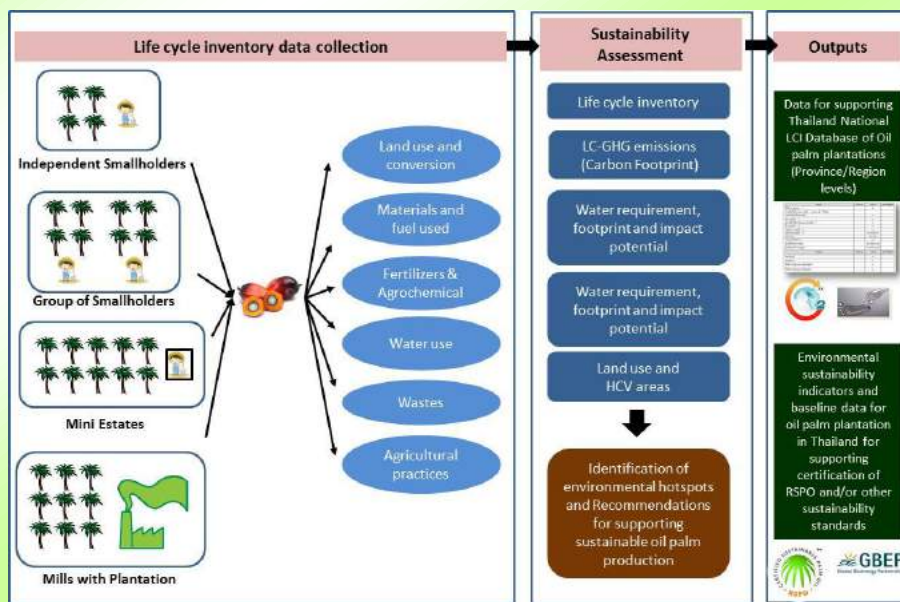 Life cycle inventory data collection
Independent Smallholders
Group of Smallholders
Mini Estates
Mills with Plantation
Land use and
conversion
Materials and
fuel used
Fertilizers &
Agrochemical
Water use
Wastes
Agricultural
practices
Sustainability
Assessment
Life cycle inventory
LC-GHG emissions
(Carbon Footprint)
Water requirement,
footprint and impact
potential
Water requirement,
footprint and impact
potential
Land use and
HCV areas
Identification of
environmental hotspots
and Recommendations
for supporting
sustainable oil palm
production
Outputs
Data for supporting
Thailand National
LCI Database of Oil
palm plantations
(Province/Region
levels)
Environmental
sustainability
indicators and
baseline data for
oil palm plantation
in Thailand for
supporting
certification of
RSPO and/or other
sustainability
standards
RSPO
GBEP